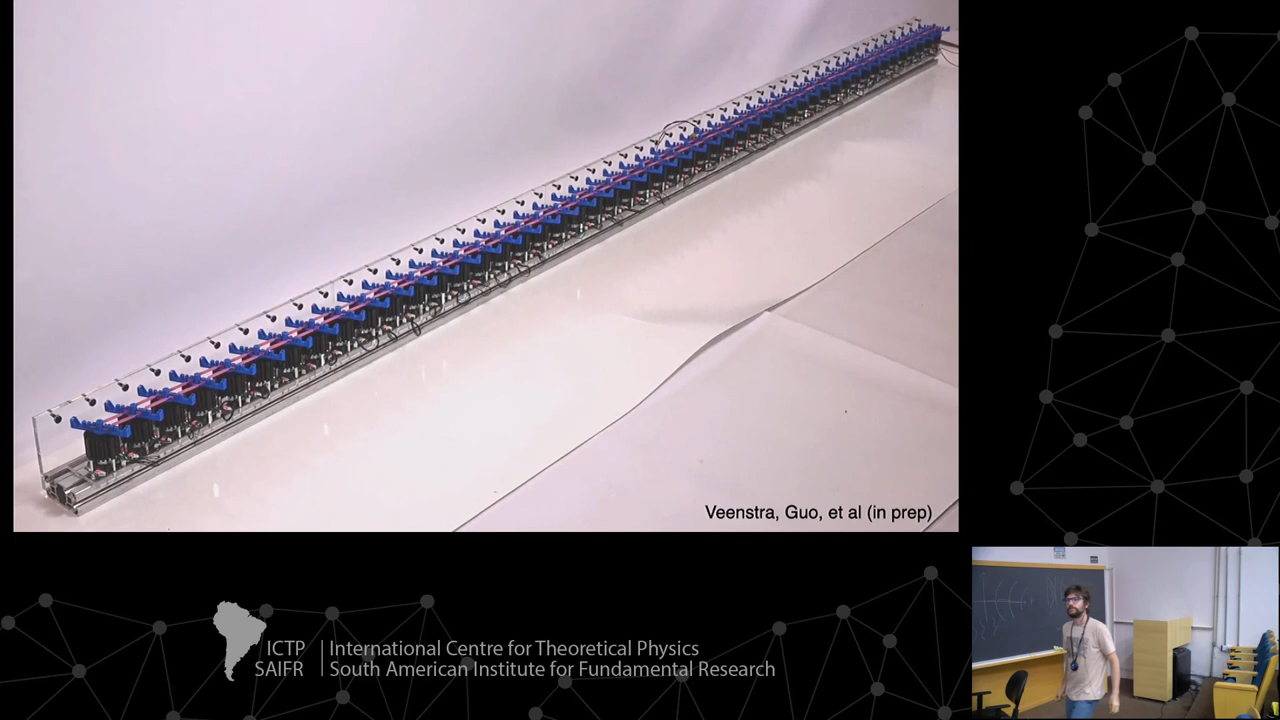 Veenstra, Guo, et al (in prep)
ICTP International Centre for Theoretical Physics
SAIFR South American Institute for Fundamental Research